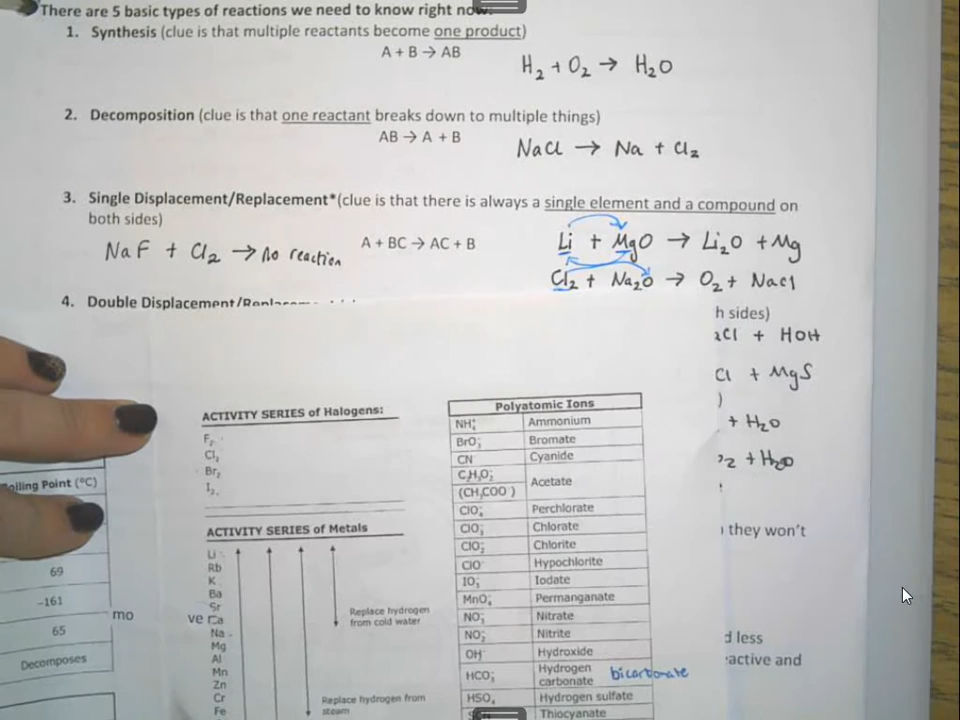 There are 5 basic types of reactions we need to know right now:
1. Synthesis (clue is that multiple reactants become one product)
A + B → AB
H₂ + O₂ → H₂O
2. Decomposition (clue is that one reactant breaks down to multiple things)
AB → A + B
NaCl → Na + Cl₂
3. Single Displacement/Replacement*(clue is that there is always a single element and a compound on
both sides)
NaF + Cl₂ → No reaction
A + BC → AC + B
Li + MgO → Li₂O + Mg
Cl₂ + Na₂O → O₂ + NaCl
4. Double Displacement/
h sides)
Cl + HOH
Cl + MgS
)
+ H₂O
₂ + H₂O
they won't
d less
active and
Boiling Point (°C)
69
-161
65
Decomposes
mo
ve
ACTIVITY SERIES of Halogens:
F₂
Cl₂
Br₂
I₂
ACTIVITY SERIES of Metals
Li
Rb
K
Ba
Sr
Ca
Na
Mg
Al
Mn
Zn
Cr
Fe
Replace hydrogen
from cold water
Replace hydrogen from
steam
Polyatomic Ions
NH₄⁺ Ammonium
BrO₃⁻ Bromate
CN⁻ Cyanide
C₂H₃O₂⁻
(CH₃COO⁻) Acetate
ClO₄⁻ Perchlorate
ClO₃⁻ Chlorate
ClO₂⁻ Chlorite
ClO⁻ Hypochlorite
IO₃⁻ Iodate
MnO₄⁻ Permanganate
NO₃⁻ Nitrate
NO₂⁻ Nitrite
OH⁻ Hydroxide
HCO₃⁻ Hydrogen carbonate bicarbonate
HSO₄⁻ Hydrogen sulfate
Thiocyanate